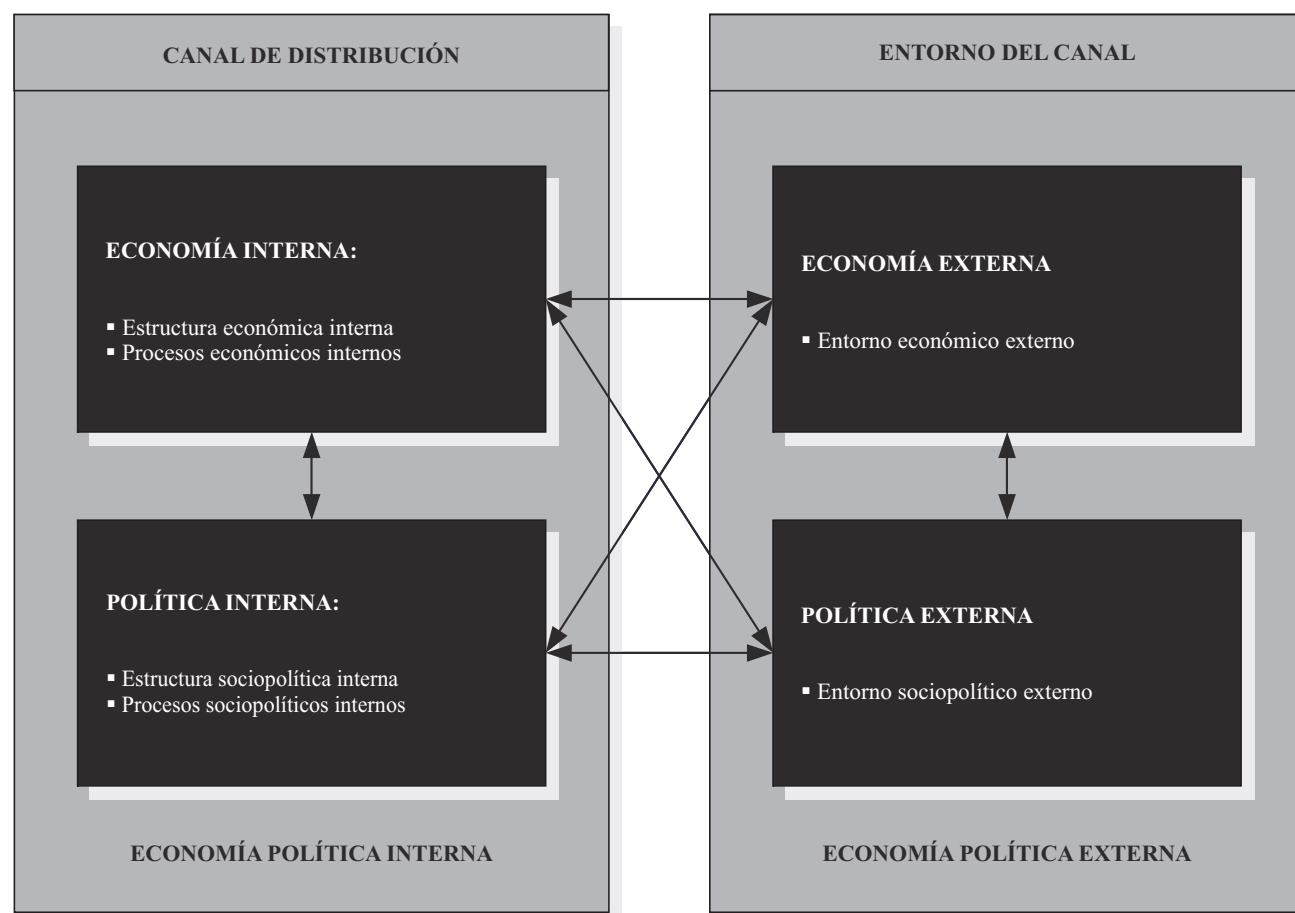 CANAL DE DISTRIBUCIÓN
ECONOMÍA INTERNA:
▪ Estructura económica interna
▪ Procesos económicos internos
POLÍTICA INTERNA:
▪ Estructura sociopolítica interna
▪ Procesos sociopolíticos internos
ECONOMÍA POLÍTICA INTERNA
ENTORNO DEL CANAL
ECONOMÍA EXTERNA
▪ Entorno económico externo
POLÍTICA EXTERNA
▪ Entorno sociopolítico externo
ECONOMÍA POLÍTICA EXTERNA